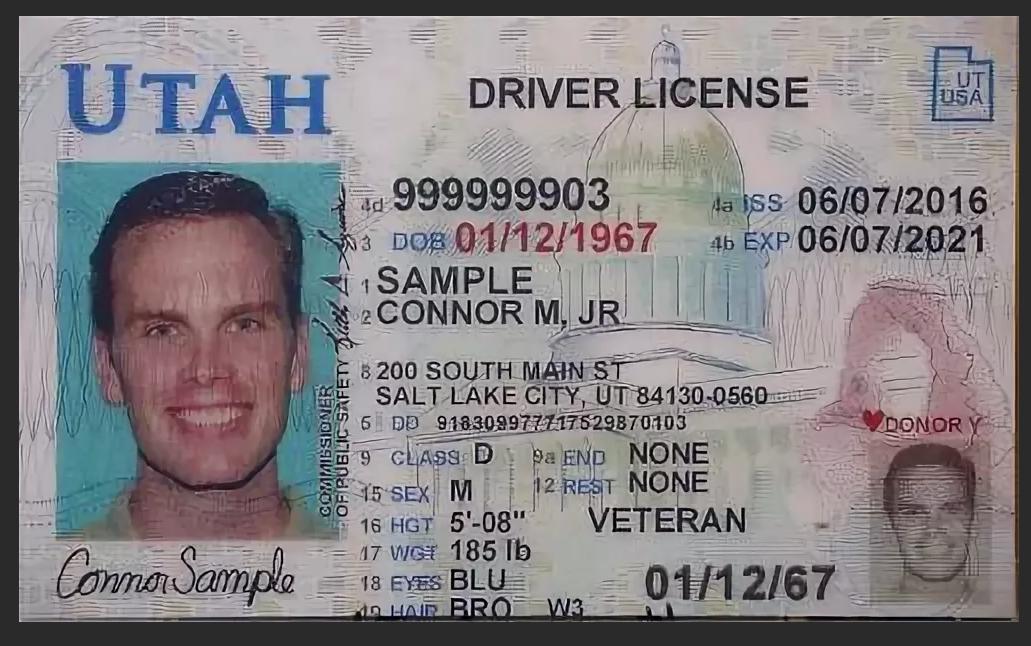 UTAH
DRIVER LICENSE
UT
USA
4d 999999903
4a ISS 06/07/2016
3 DOB 01/12/1967
4b EXP 06/07/2021
1 SAMPLE
2 CONNOR M, JR
8 200 SOUTH MAIN ST
SALT LAKE CITY, UT 84130-0560
5 DD 9183099777717529870103
♥DONOR Y
9 CLASS D 9a END NONE
15 SEX M 12 REST NONE
16 HGT 5'-08"
VETERAN
17 WGT 185 lb
18 EYES BLU
01/12/67
19 HAIR BRO W3
COMMISSIONER
OF PUBLIC SAFETY
Connor Sample